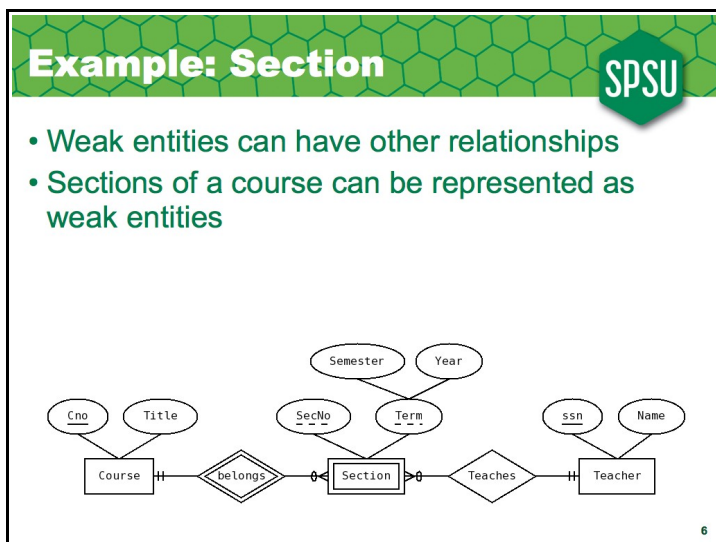 Example: Section
SPSU
• Weak entities can have other relationships
• Sections of a course can be represented as
weak entities
Semester Year
Cno Title SecNo Term ssn Name
Course belongs Section Teaches Teacher
6